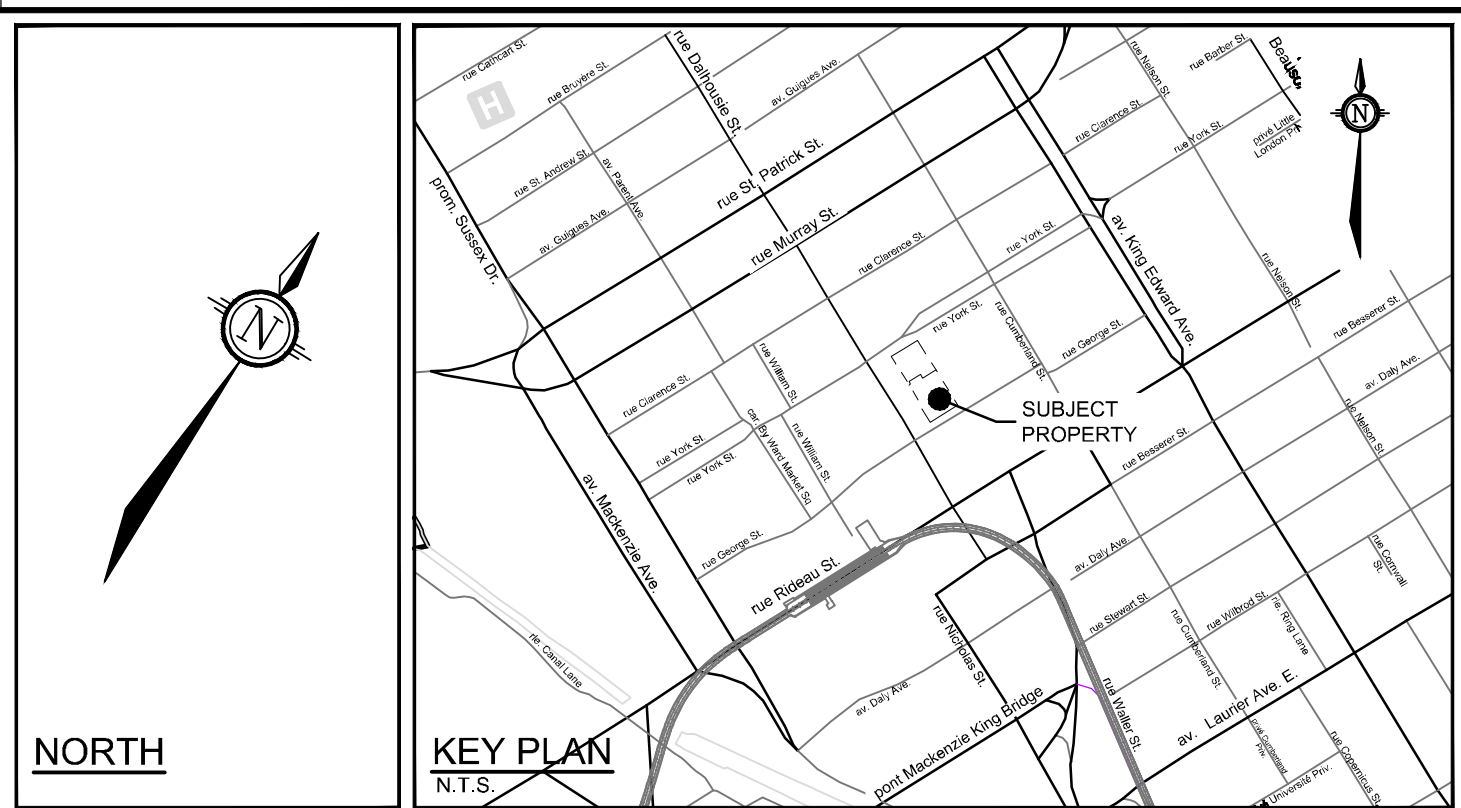 N
NORTH
rue Cathcart St.
H
rue Bruyère St.
rue Dalhousie St.
av. Guigues Ave.
rue Nelson St.
rue Barber St.
rue Clarence St.
rue York St.
privé Little
London Pr
N
prom. Sussex Dr.
rue St. Andrew St.
av. Parent Ave
av. Guigues Ave.
rue St. Patrick St.
rue Murray St.
rue Clarence St.
rue York St.
av. King Edward Ave.
rue Nelson St.
rue York St.
rue Cumberland St.
rue George St.
rue Besserer St.
av. Daly Ave.
rue Clarence St.
rue William St.
rue York St.
rue York St.
car. By Ward Market Sq
rue William St.
SUBJECT
PROPERTY
rue Nelson St.
rue Besserer St.
av. Mackenzie Ave.
rue George St.
rue Rideau St.
av. Daly Ave.
rue Cornwall
St.
rle. Canal Lane
rue Nicholas St.
rue Stewart St.
rue Cumberland St.
rue Wilbrod St.
rle. Ring Lane
av. Daly Ave.
pont Mackenzie King Bridge
rue Waller St.
av. Laurier Ave. E.
privé Cumberland
Priv.
rue Copernicus St.
Université Priv.
KEY PLAN
N.T.S.